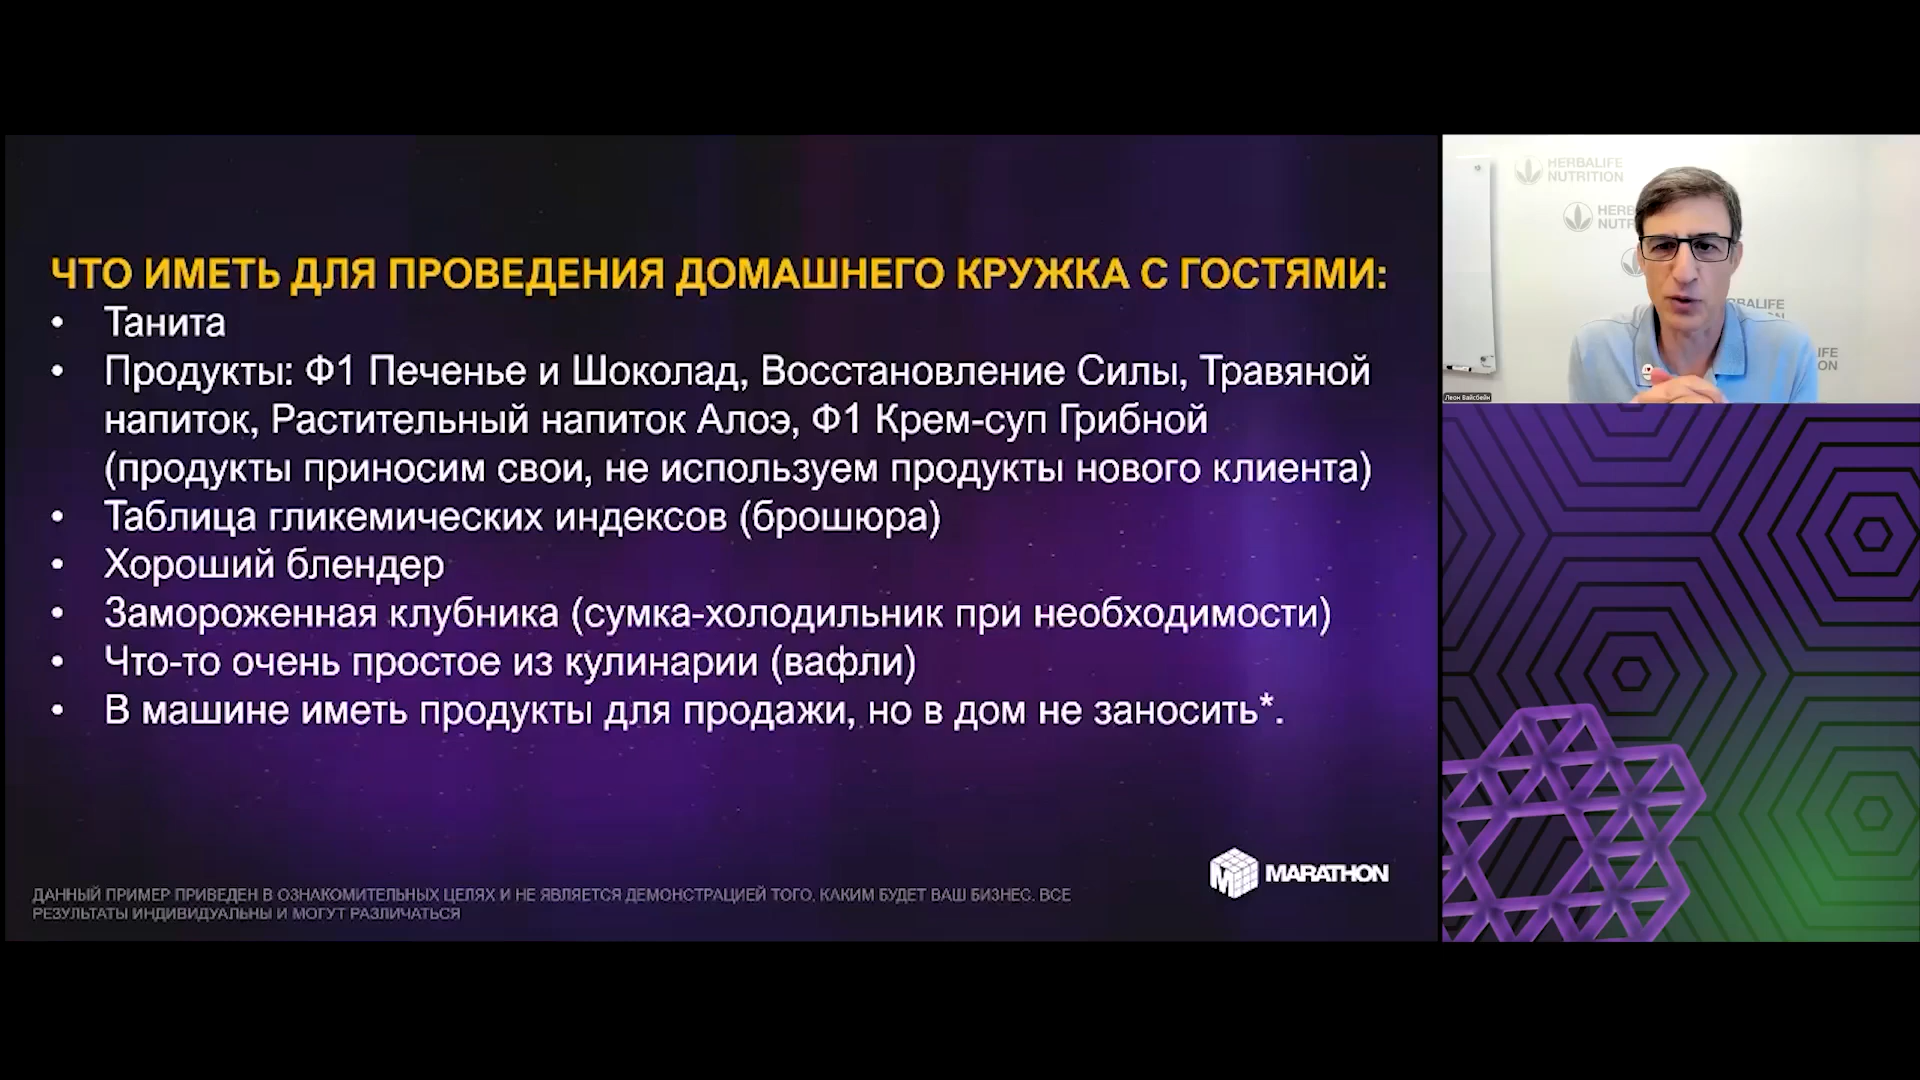 ЧТО ИМЕТЬ ДЛЯ ПРОВЕДЕНИЯ ДОМАШНЕГО КРУЖКА С ГОСТЯМИ:
• Танита
• Продукты: Ф1 Печенье и Шоколад, Восстановление Силы, Травяной
напиток, Растительный напиток Алоэ, Ф1 Крем-суп Грибной
(продукты приносим свои, не используем продукты нового клиента)
• Таблица гликемических индексов (брошюра)
• Хороший блендер
• Замороженная клубника (сумка-холодильник при необходимости)
• Что-то очень простое из кулинарии (вафли)
• В машине иметь продукты для продажи, но в дом не заносить*.
MARATHON
ДАННЫЙ ПРИМЕР ПРИВЕДЕН В ОЗНАКОМИТЕЛЬНЫХ ЦЕЛЯХ И НЕ ЯВЛЯЕТСЯ ДЕМОНСТРАЦИЕЙ ТОГО, КАКИМ БУДЕТ ВАШ БИЗНЕС. ВСЕ
РЕЗУЛЬТАТЫ ИНДИВИДУАЛЬНЫ И МОГУТ РАЗЛИЧАТЬСЯ
HERBALIFE
NUTRITION
Леон Вайсбейн